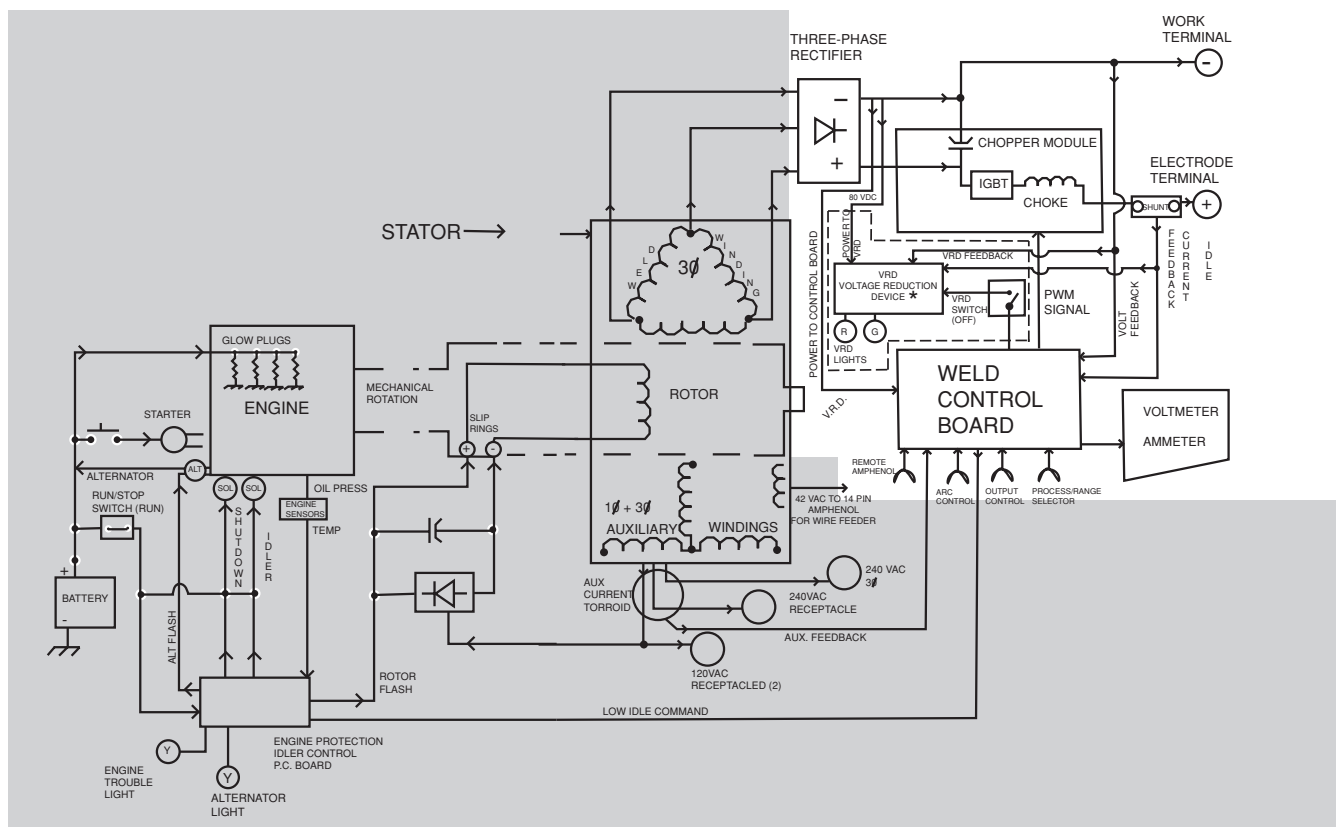 WORK
TERMINAL
-
THREE-PHASE
RECTIFIER
-
+
CHOPPER MODULE
IGBT
CHOKE
ELECTRODE
TERMINAL
SHUNT
+
STATOR
80 VDC
POWER TO
VRD
POWER TO CONTROL BOARD
WELD
WINDING
3Ø
VRD FEEDBACK
VRD
VOLTAGE REDUCTION
DEVICE *
VRD
SWITCH
(OFF)
R
G
VRD
LIGHTS
PWM
SIGNAL
VOLT
FEEDBACK
FEEDBACK
CURRENT
IDLE
GLOW PLUGS
ENGINE
MECHANICAL
ROTATION
SLIP
RINGS
+
-
ROTOR
V.R.D.
WELD
CONTROL
BOARD
VOLTMETER
AMMETER
STARTER
ALTERNATOR
ALT
RUN/STOP
SWITCH (RUN)
SOL
SOL
OIL PRESS
ENGINE
SENSORS
TEMP
SHUTDOWN
IDLER
1Ø + 3Ø
AUXILIARY
WINDINGS
REMOTE
AMPHENOL
ARC
CONTROL
OUTPUT
CONTROL
PROCESS/RANGE
SELECTOR
42 VAC TO 14 PIN
AMPHENOL
FOR WIRE FEEDER
+
BATTERY
-
ALT FLASH
AUX
CURRENT
TORROID
240 VAC
3Ø
240VAC
RECEPTACLE
AUX. FEEDBACK
120VAC
RECEPTACLED (2)
ROTOR
FLASH
LOW IDLE COMMAND
Y
ENGINE
TROUBLE
LIGHT
Y
ALTERNATOR
LIGHT
ENGINE PROTECTION
IDLER CONTROL
P.C. BOARD